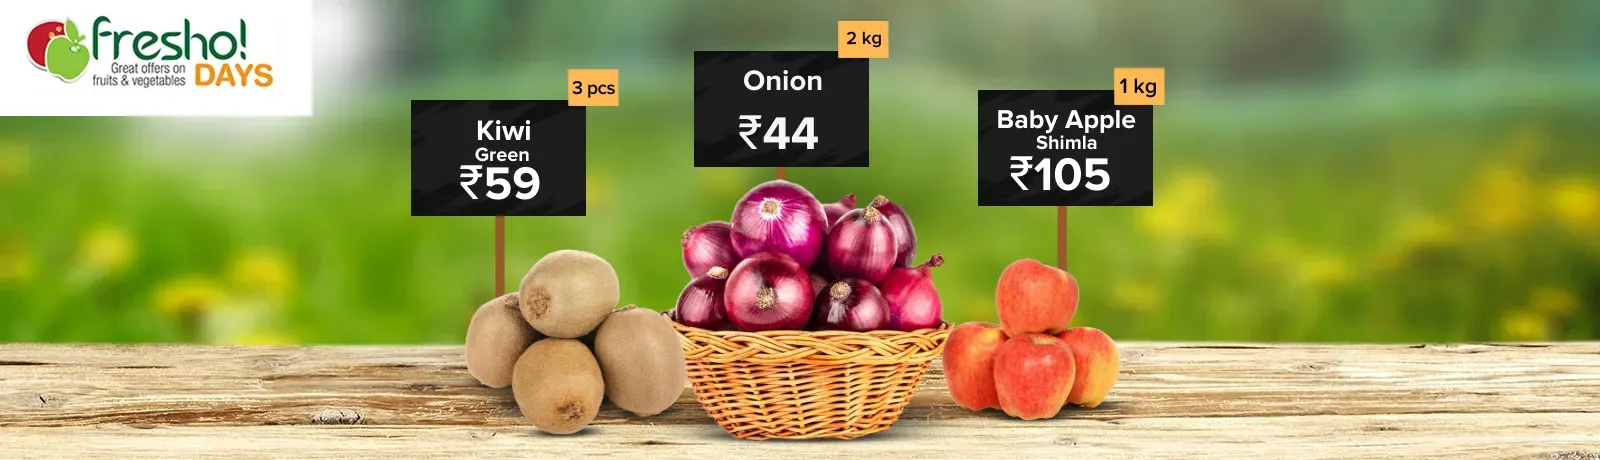 fresho!
Great offers on
fruits & vegetables DAYS
3 pcs
Kiwi
Green
₹59
2 kg
Onion
₹44
1 kg
Baby Apple
Shimla
₹105